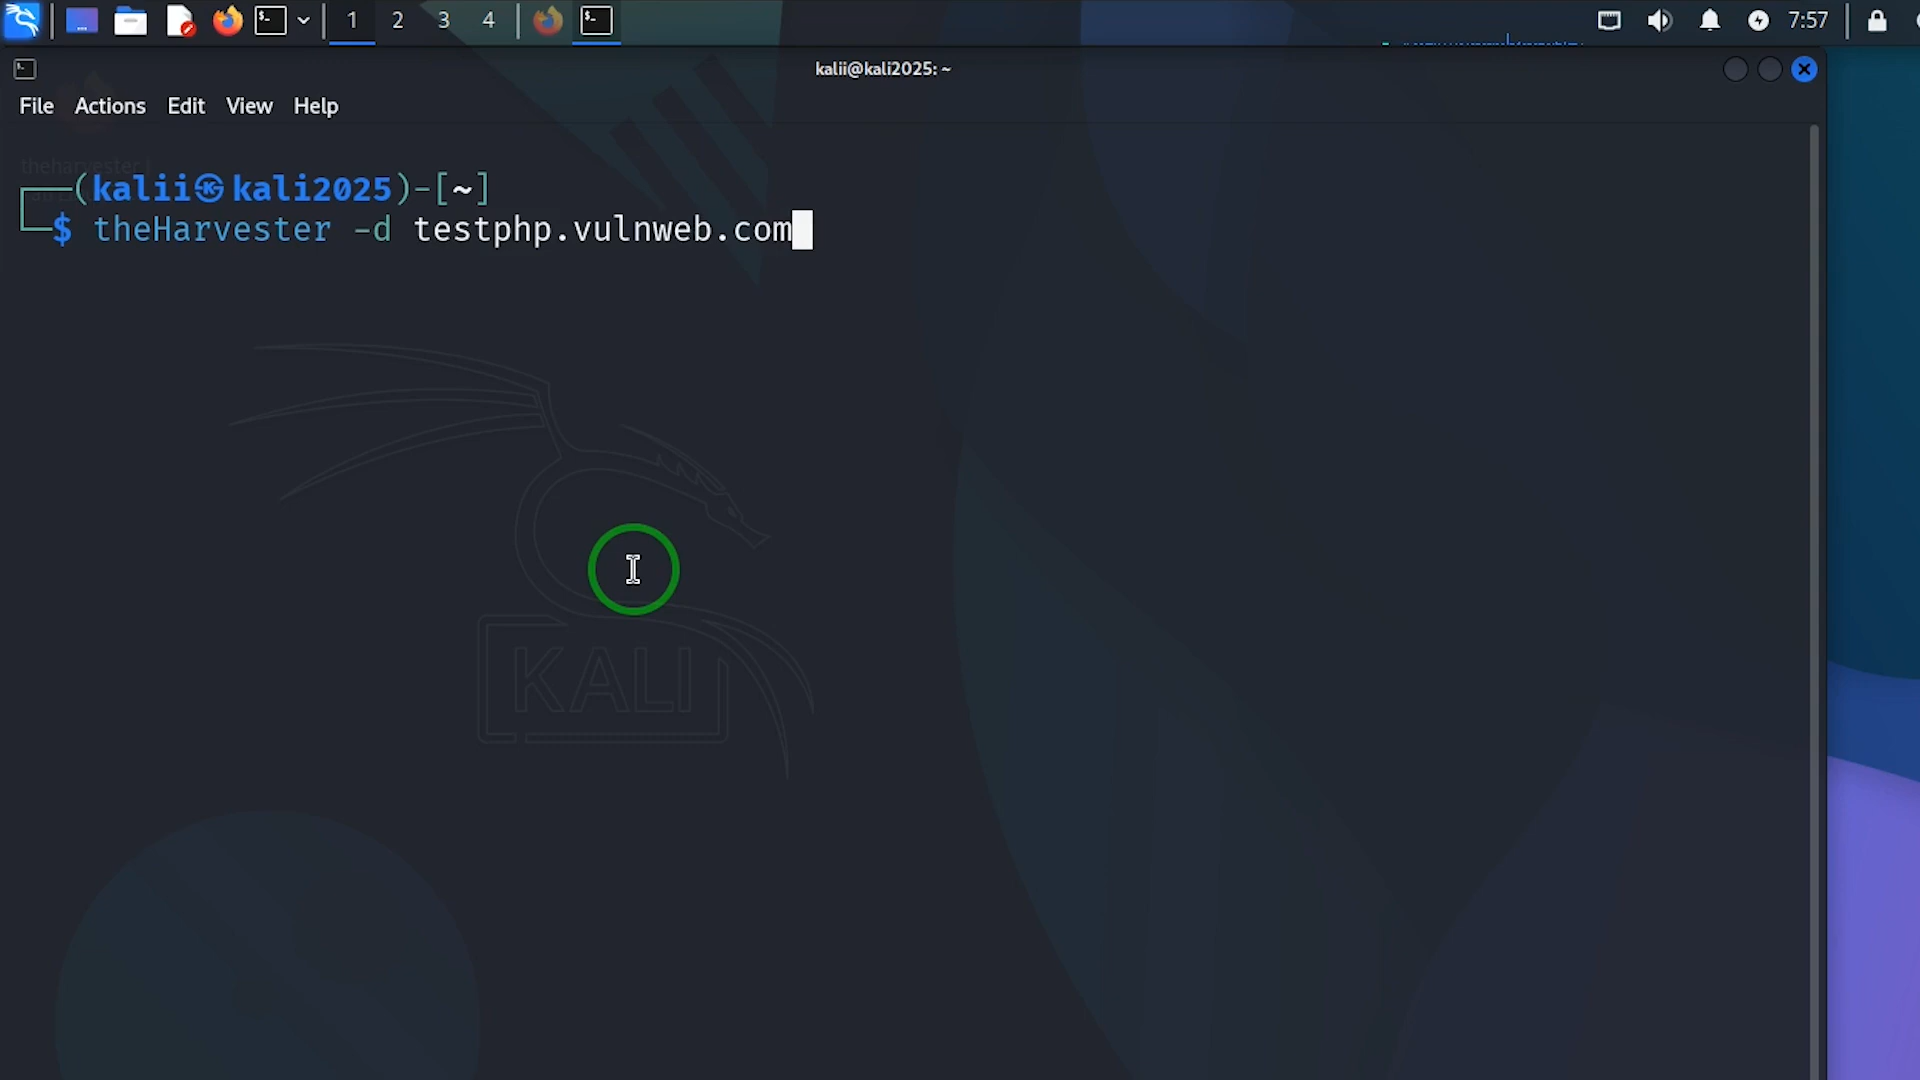 1 2 3 4 7:57
kalii@kali2025: ~
File Actions Edit View Help
theharvester
┌──(kalii㉿kali2025)-[~]
└─$ theHarvester -d testphp.vulnweb.com
KALI